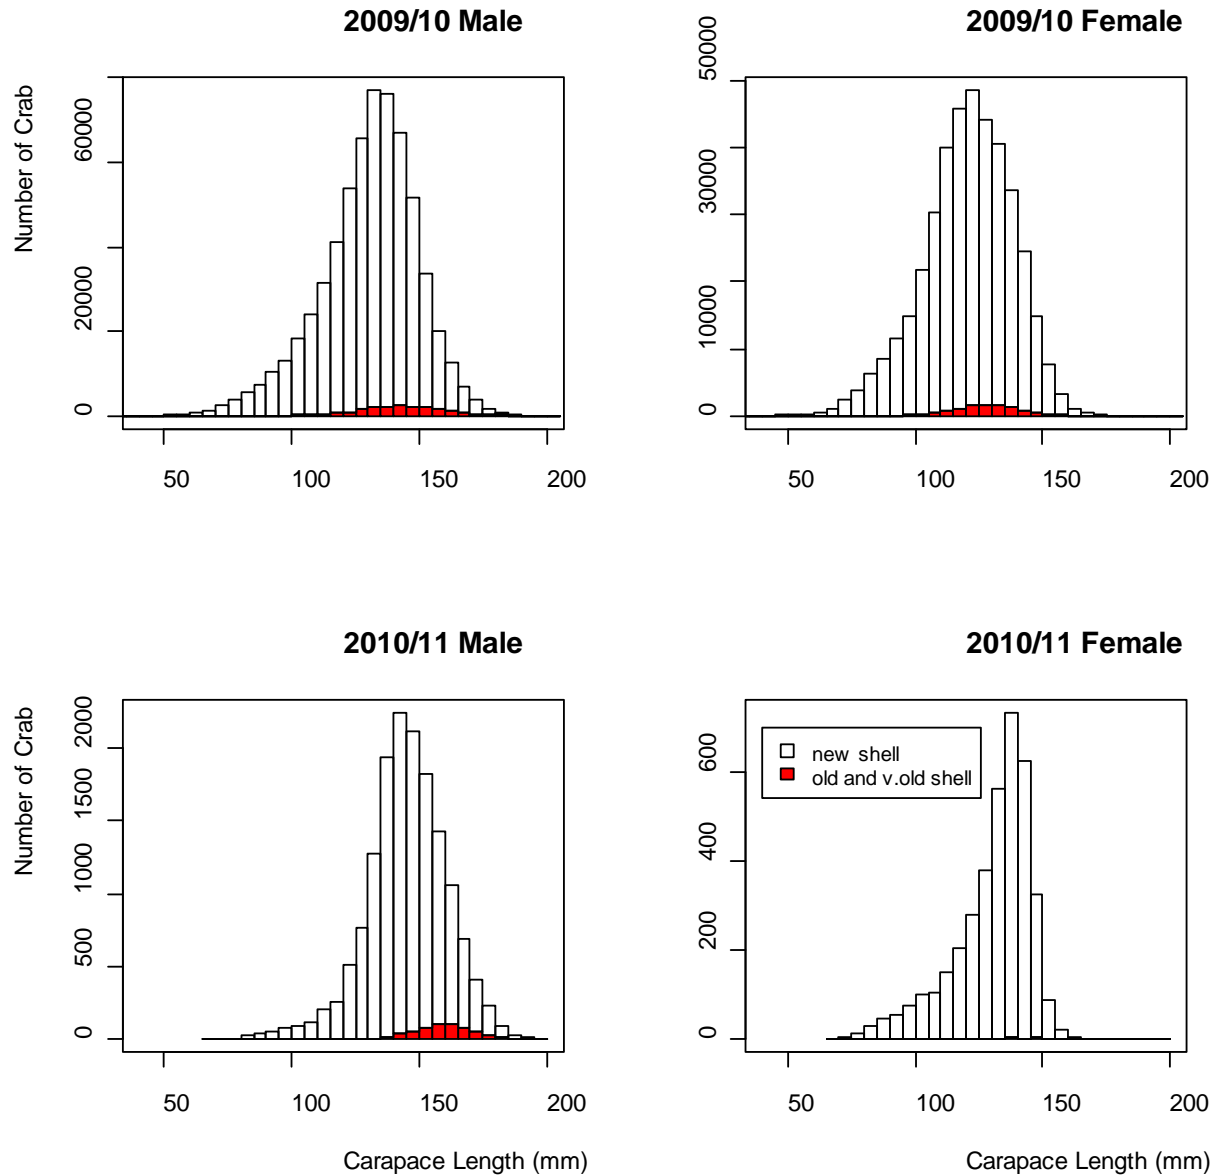 2009/10 Male
Number of Crab
60000
20000
0
50 100 150 200
2009/10 Female
50000
30000
10000
0
50 100 150 200
2010/11 Male
Number of Crab
2000
1500
1000
500
0
50 100 150 200
Carapace Length (mm)
2010/11 Female
600
400
200
0
new shell
old and v.old shell
50 100 150 200
Carapace Length (mm)